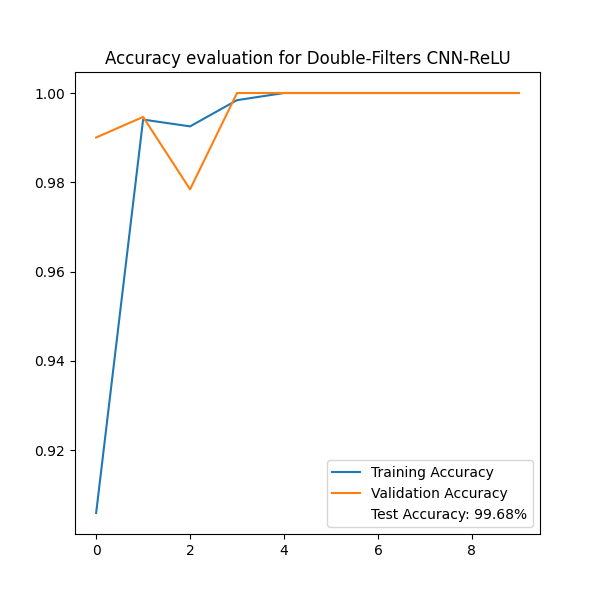 Accuracy evaluation for Double-Filters CNN-ReLU
1.00
0.98
0.96
0.94
0.92
Training Accuracy
Validation Accuracy
Test Accuracy: 99.68%
0 2 4 6 8